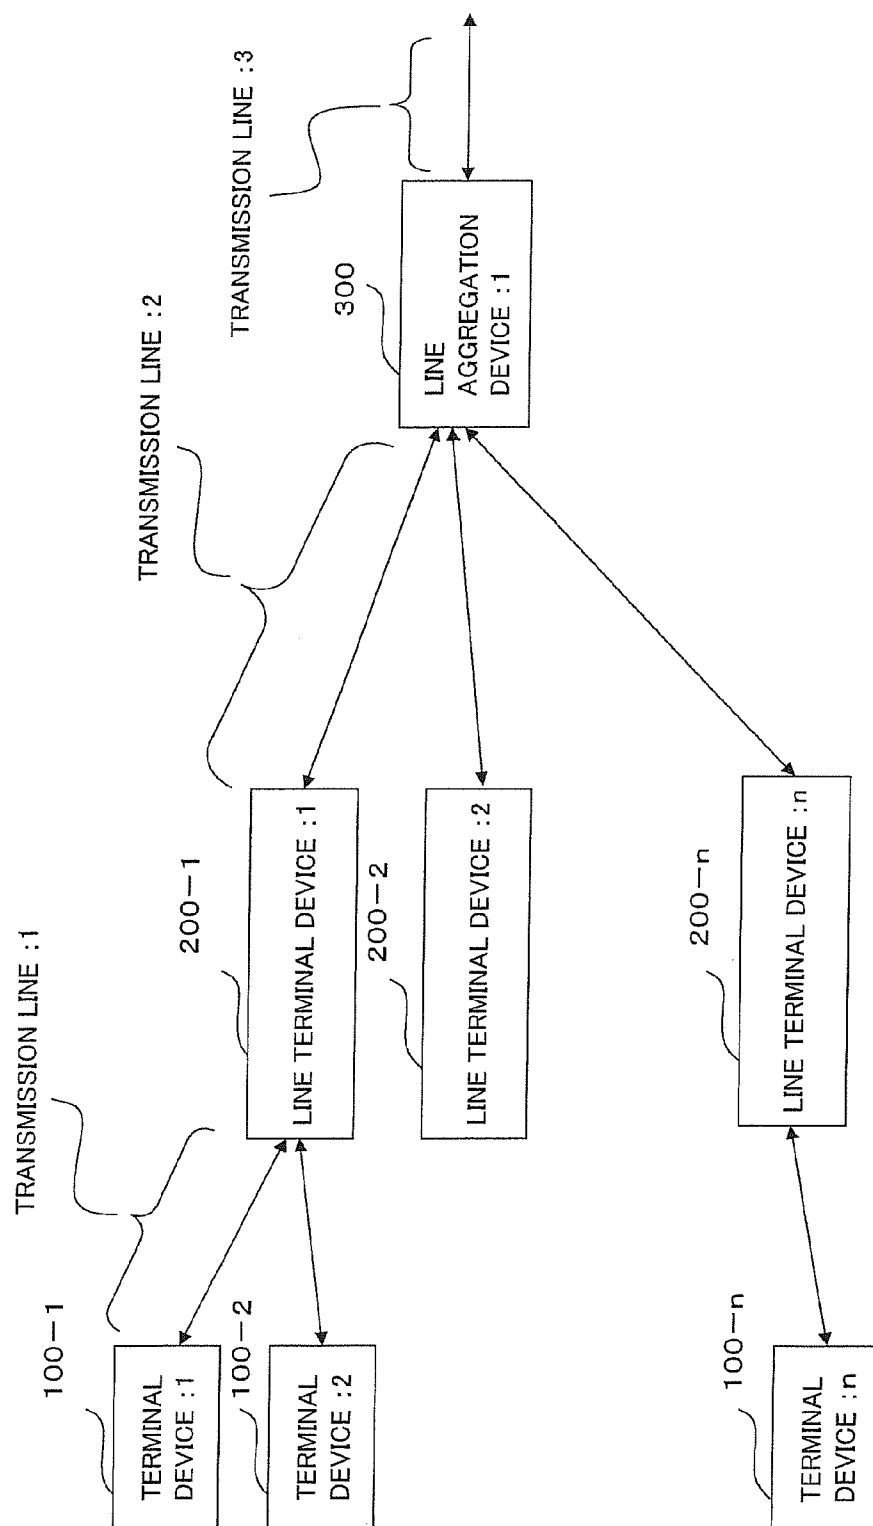 TRANSMISSION LINE :1
TRANSMISSION LINE :2
TRANSMISSION LINE :3
100-1
TERMINAL
DEVICE :1
100-2
TERMINAL
DEVICE :2
100-n
TERMINAL
DEVICE :n
200-1
LINE TERMINAL DEVICE :1
200-2
LINE TERMINAL DEVICE :2
200-n
LINE TERMINAL DEVICE :n
300
LINE
AGGREGATION
DEVICE :1